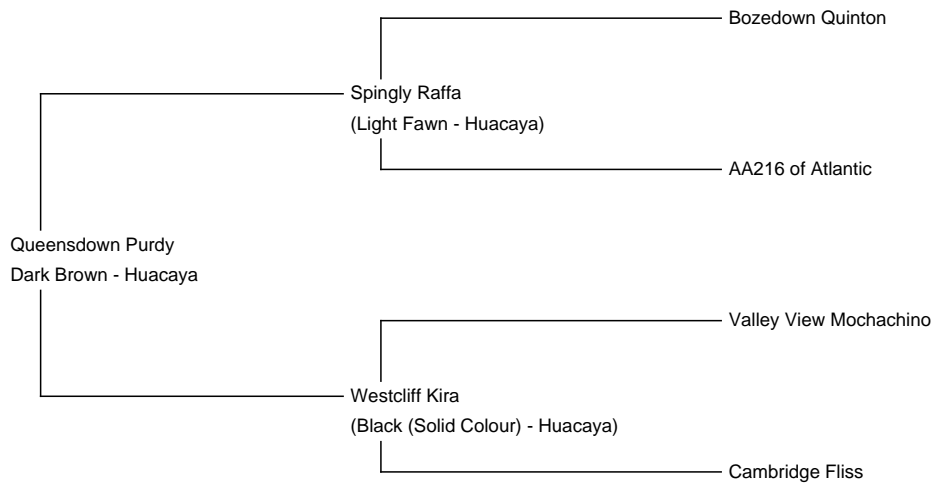 Bozedown Quinton
Spingly Raffa
(Light Fawn - Huacaya)
AA216 of Atlantic
Queensdown Purdy
Dark Brown - Huacaya
Valley View Mochachino
Westcliff Kira
(Black (Solid Colour) - Huacaya)
Cambridge Fliss